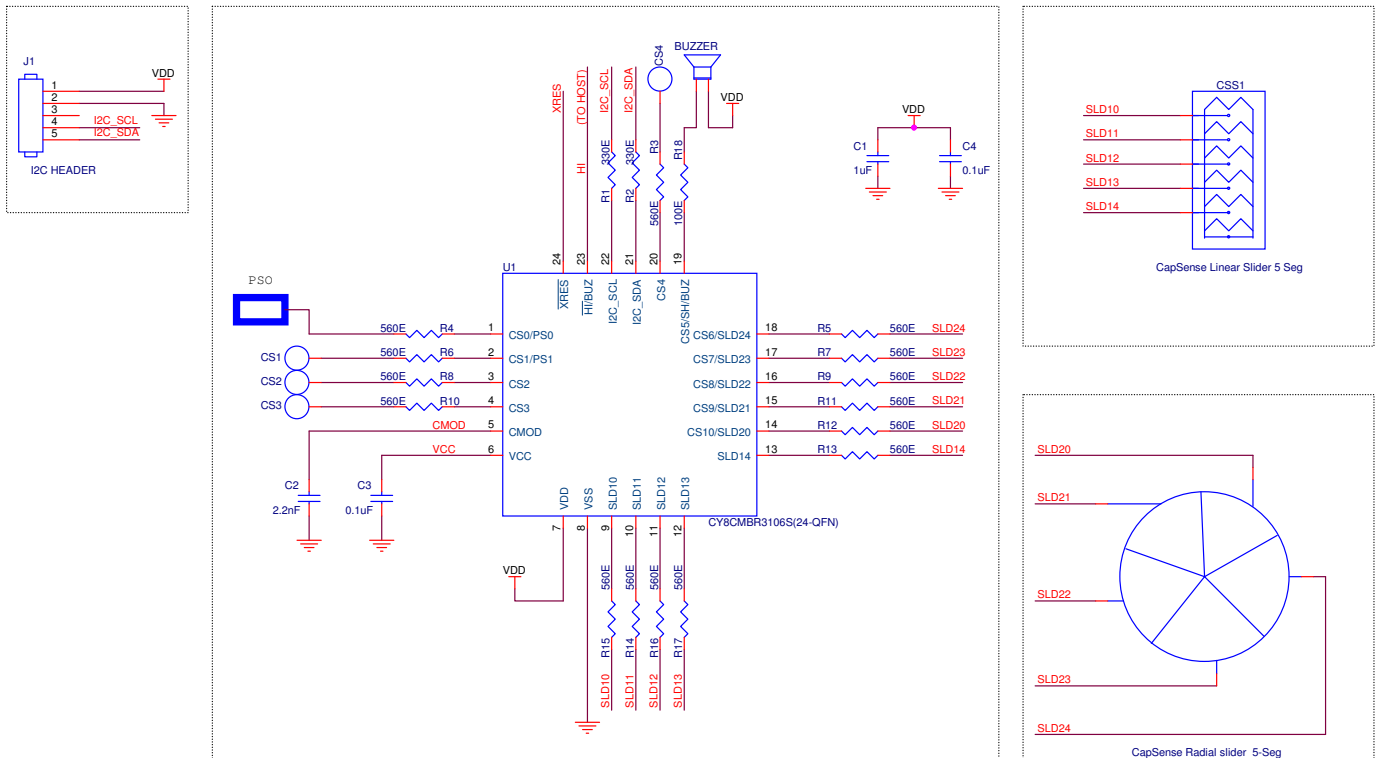 J1
1
2
3
4
5
VDD
I2C_SCL
I2C_SDA
I2C HEADER
XRES
HI (TO HOST)
I2C_SCL
I2C_SDA
CS4
BUZZER
VDD
R1 330E
R2 330E
R3 560E
R18 100E
VDD
C1
1uF
C4
0.1uF
24
23
22
21
20
19
U1
XRES
HI/BUZ
I2C_SCL
I2C_SDA
CS4
CS5/SH/BUZ
PS0
560E R4 1 CS0/PS0
CS1 560E R6 2 CS1/PS1
CS2 560E R8 3 CS2
CS3 560E R10 4 CS3
CMOD 5 CMOD
VCC 6 VCC
CS6/SLD24 18 R5 560E SLD24
CS7/SLD23 17 R7 560E SLD23
CS8/SLD22 16 R9 560E SLD22
CS9/SLD21 15 R11 560E SLD21
CS10/SLD20 14 R12 560E SLD20
SLD14 13 R13 560E SLD14
C2
2.2nF
C3
0.1uF
VDD
VSS
SLD10
SLD11
SLD12
SLD13
7
8
9
10
11
12
CY8CMBR3106S(24-QFN)
VDD
R15 560E
R14 560E
R16 560E
R17 560E
SLD10
SLD11
SLD12
SLD13
CSS1
SLD10
SLD11
SLD12
SLD13
SLD14
CapSense Linear Slider 5 Seg
SLD20
SLD21
SLD22
SLD23
SLD24
CapSense Radial slider 5-Seg